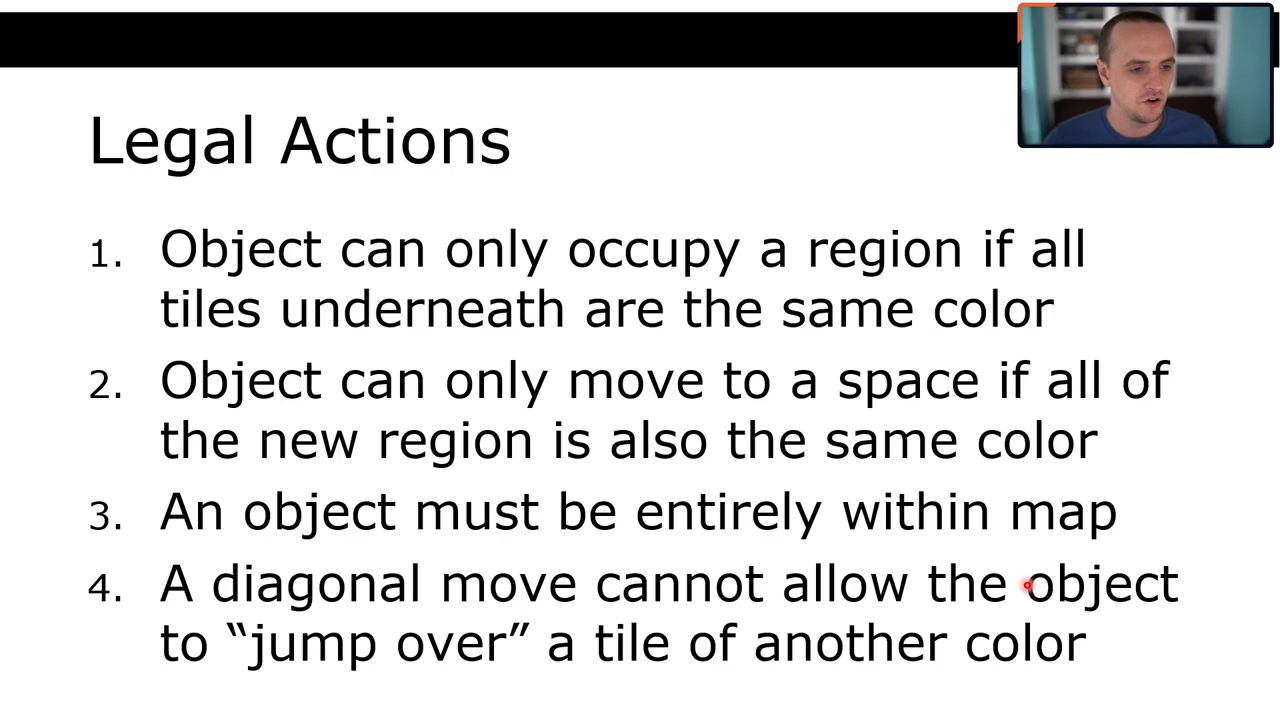 Legal Actions
1. Object can only occupy a region if all
tiles underneath are the same color
2. Object can only move to a space if all of
the new region is also the same color
3. An object must be entirely within map
4. A diagonal move cannot allow the object
to “jump over” a tile of another color